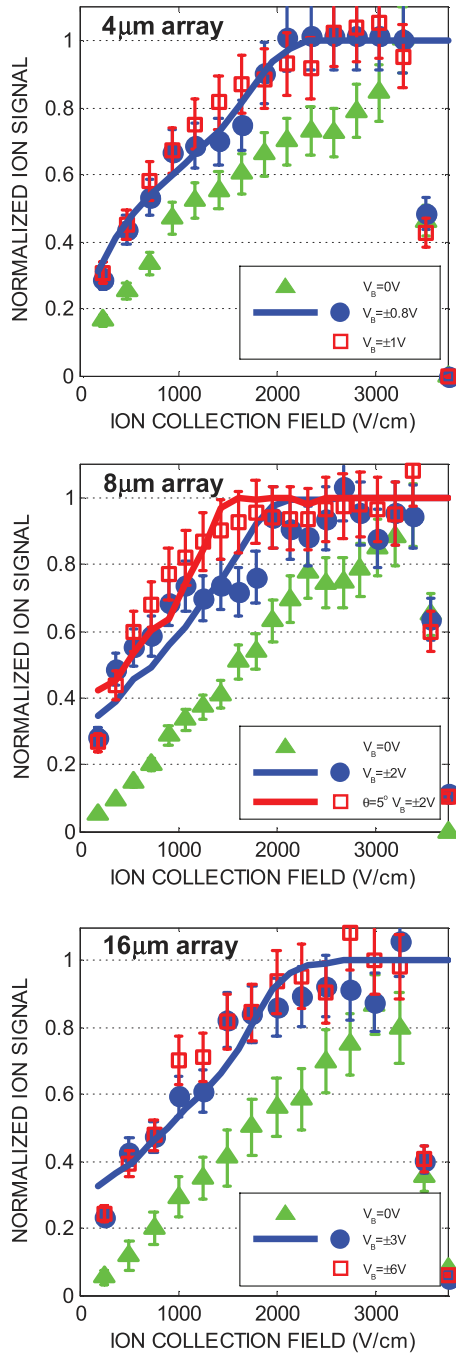 4μm array
NORMALIZED ION SIGNAL
1
0.8
0.6
0.4
0.2
0
V_B=0V
V_B=±0.8V
V_B=±1V
0 1000 2000 3000
ION COLLECTION FIELD (V/cm)
8μm array
NORMALIZED ION SIGNAL
1
0.8
0.6
0.4
0.2
0
V_B=0V
V_B=±2V
θ=5° V_B=±2V
0 1000 2000 3000
ION COLLECTION FIELD (V/cm)
16μm array
NORMALIZED ION SIGNAL
1
0.8
0.6
0.4
0.2
0
V_B=0V
V_B=±3V
V_B=±6V
0 1000 2000 3000
ION COLLECTION FIELD (V/cm)